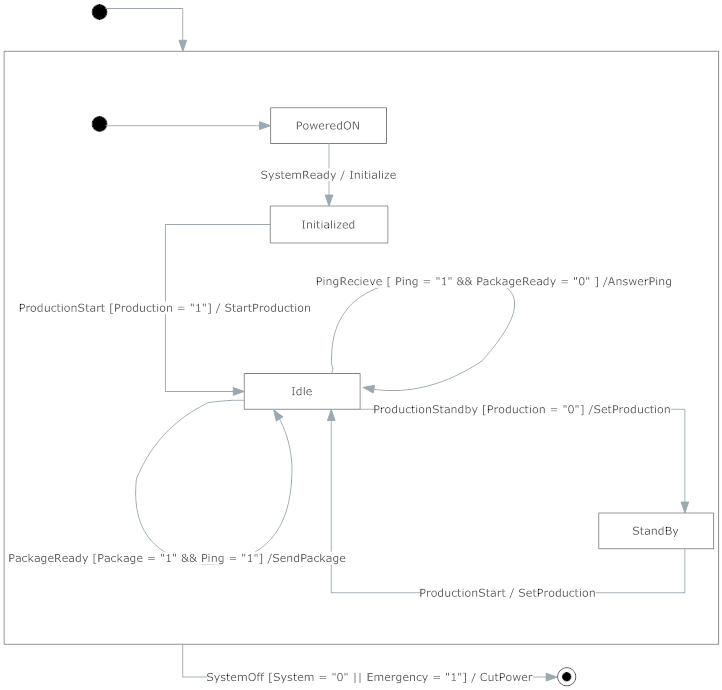 PoweredON
SystemReady / Initialize
Initialized
PingRecieve [ Ping = "1" && PackageReady = "0" ] /AnswerPing
ProductionStart [Production = "1"] / StartProduction
Idle
ProductionStandby [Production = "0"] /SetProduction
StandBy
PackageReady [Package = "1" && Ping = "1"] /SendPackage
ProductionStart / SetProduction
SystemOff [System = "0" || Emergency = "1"] / CutPower